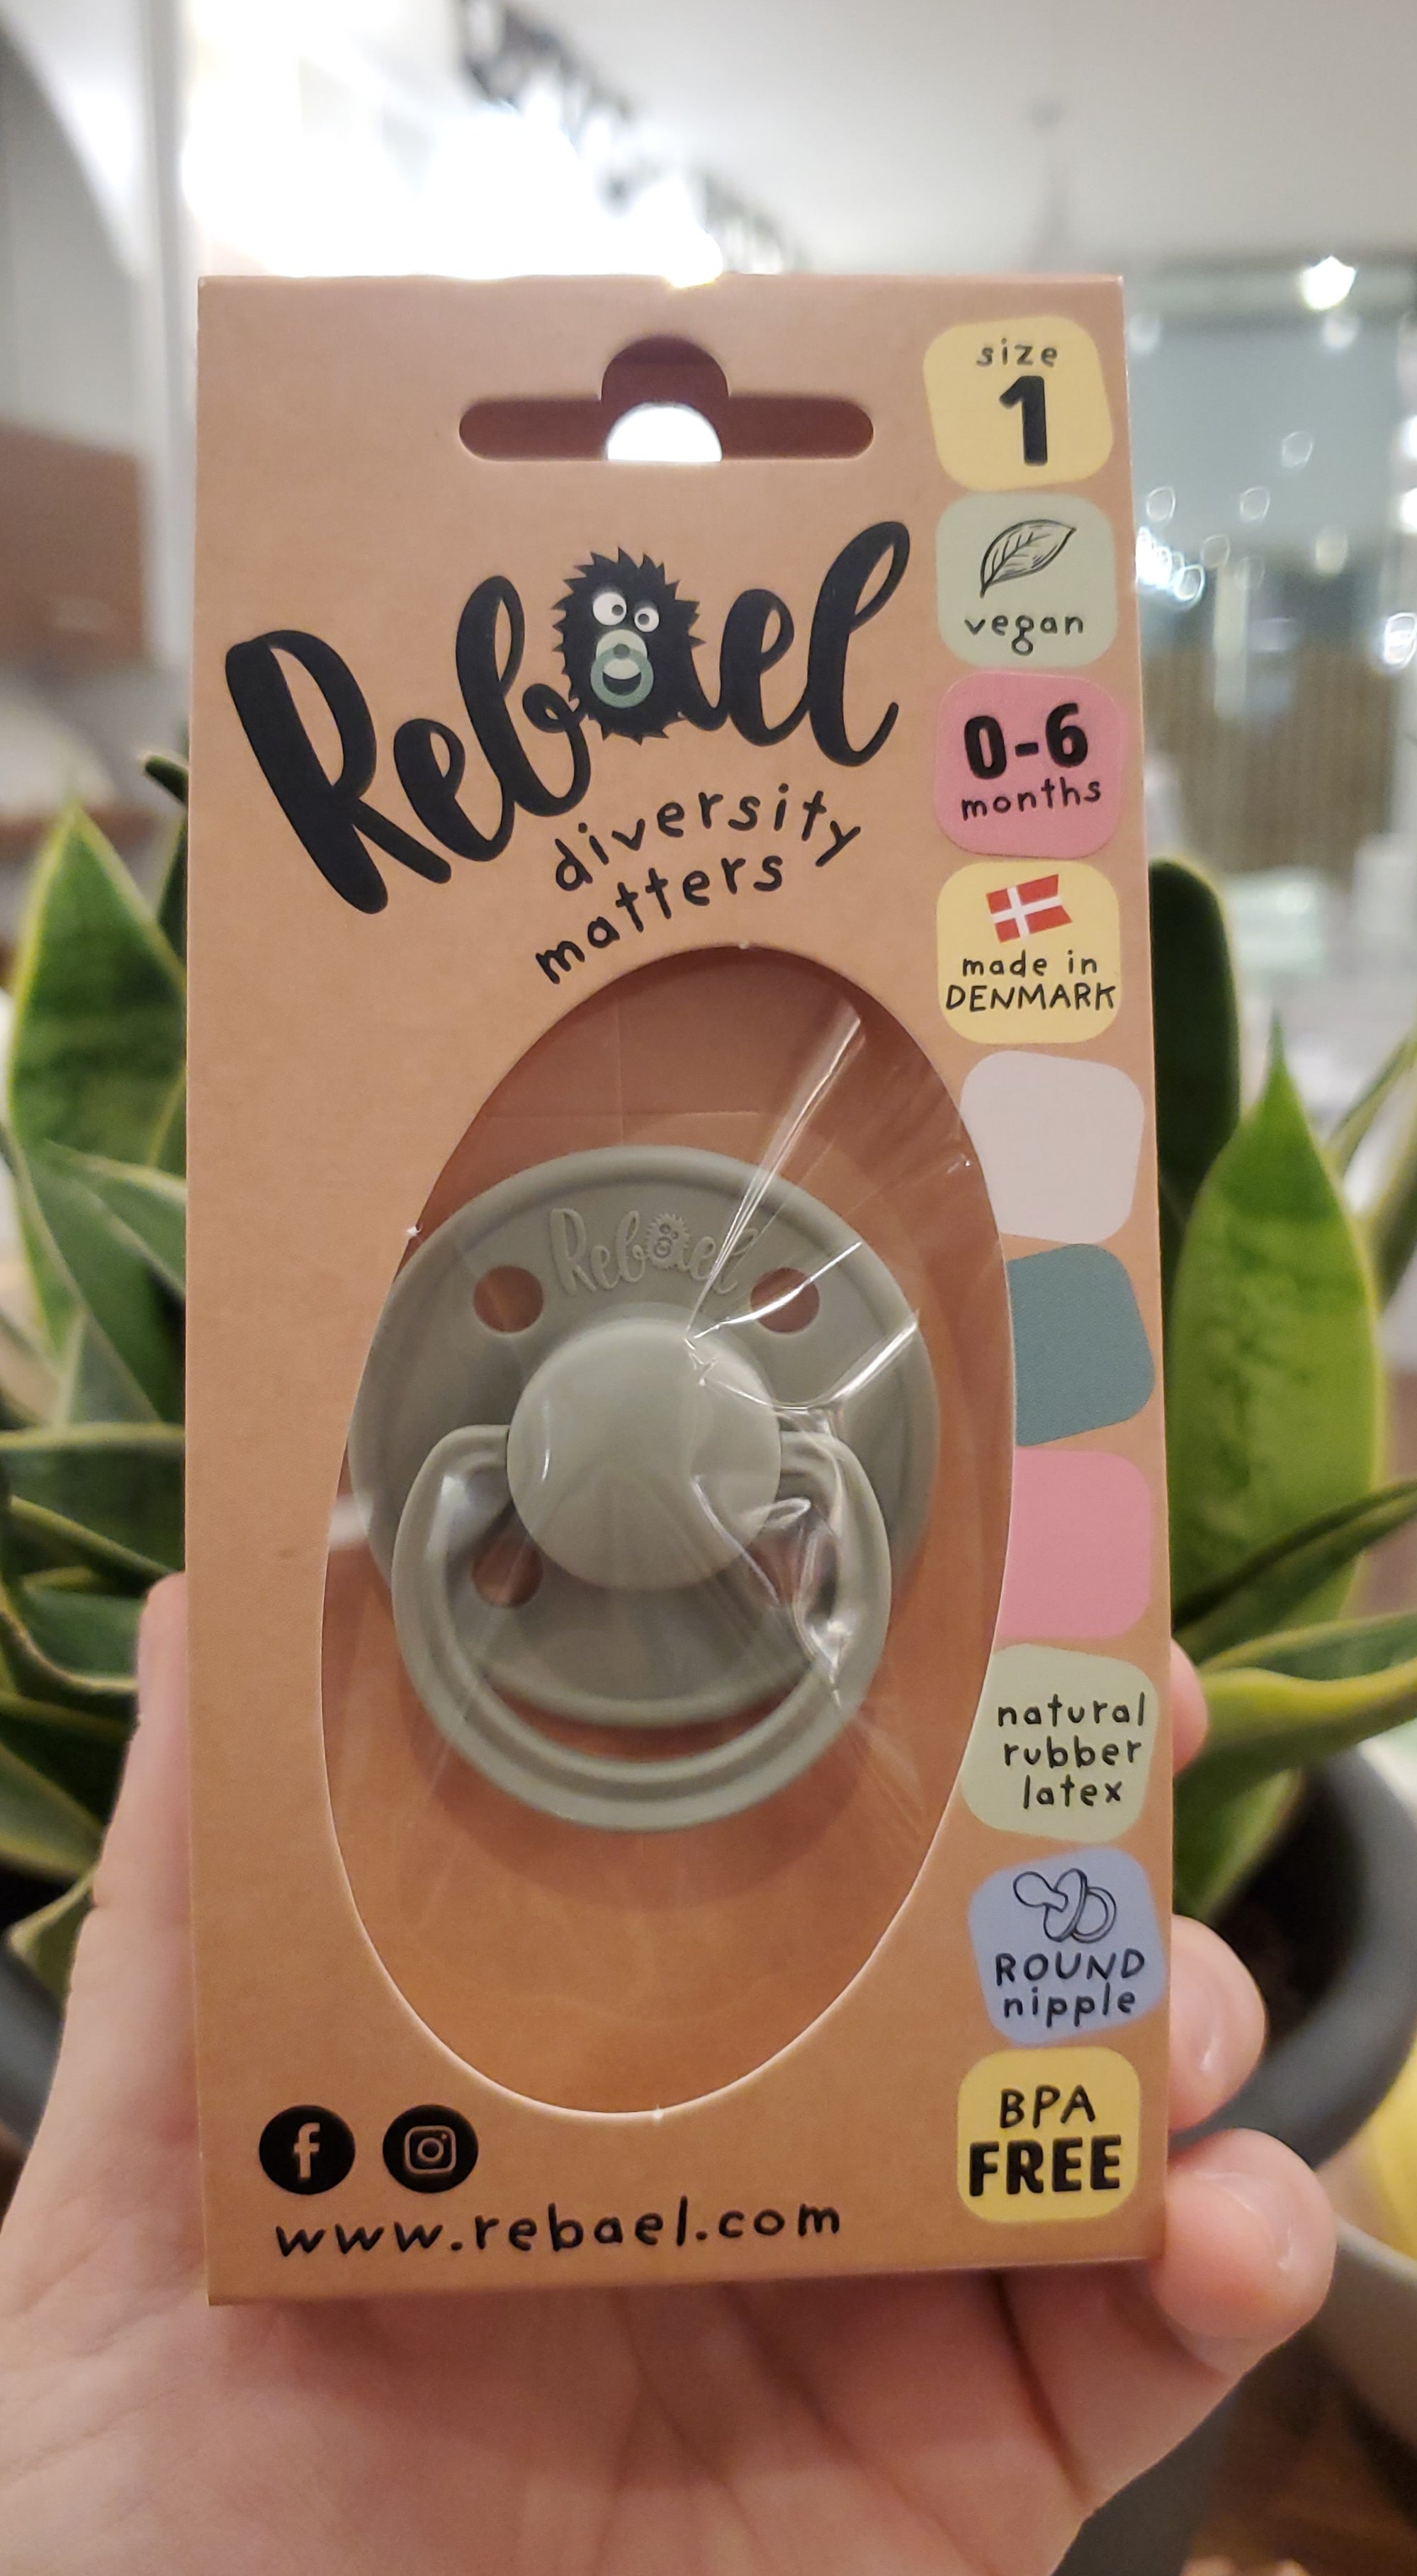 size
1
vegan
0-6
months
made in
DENMARK
Rebael
diversity
matters
Rebael
natural
rubber
latex
ROUND
nipple
BPA
FREE
www.rebael.com